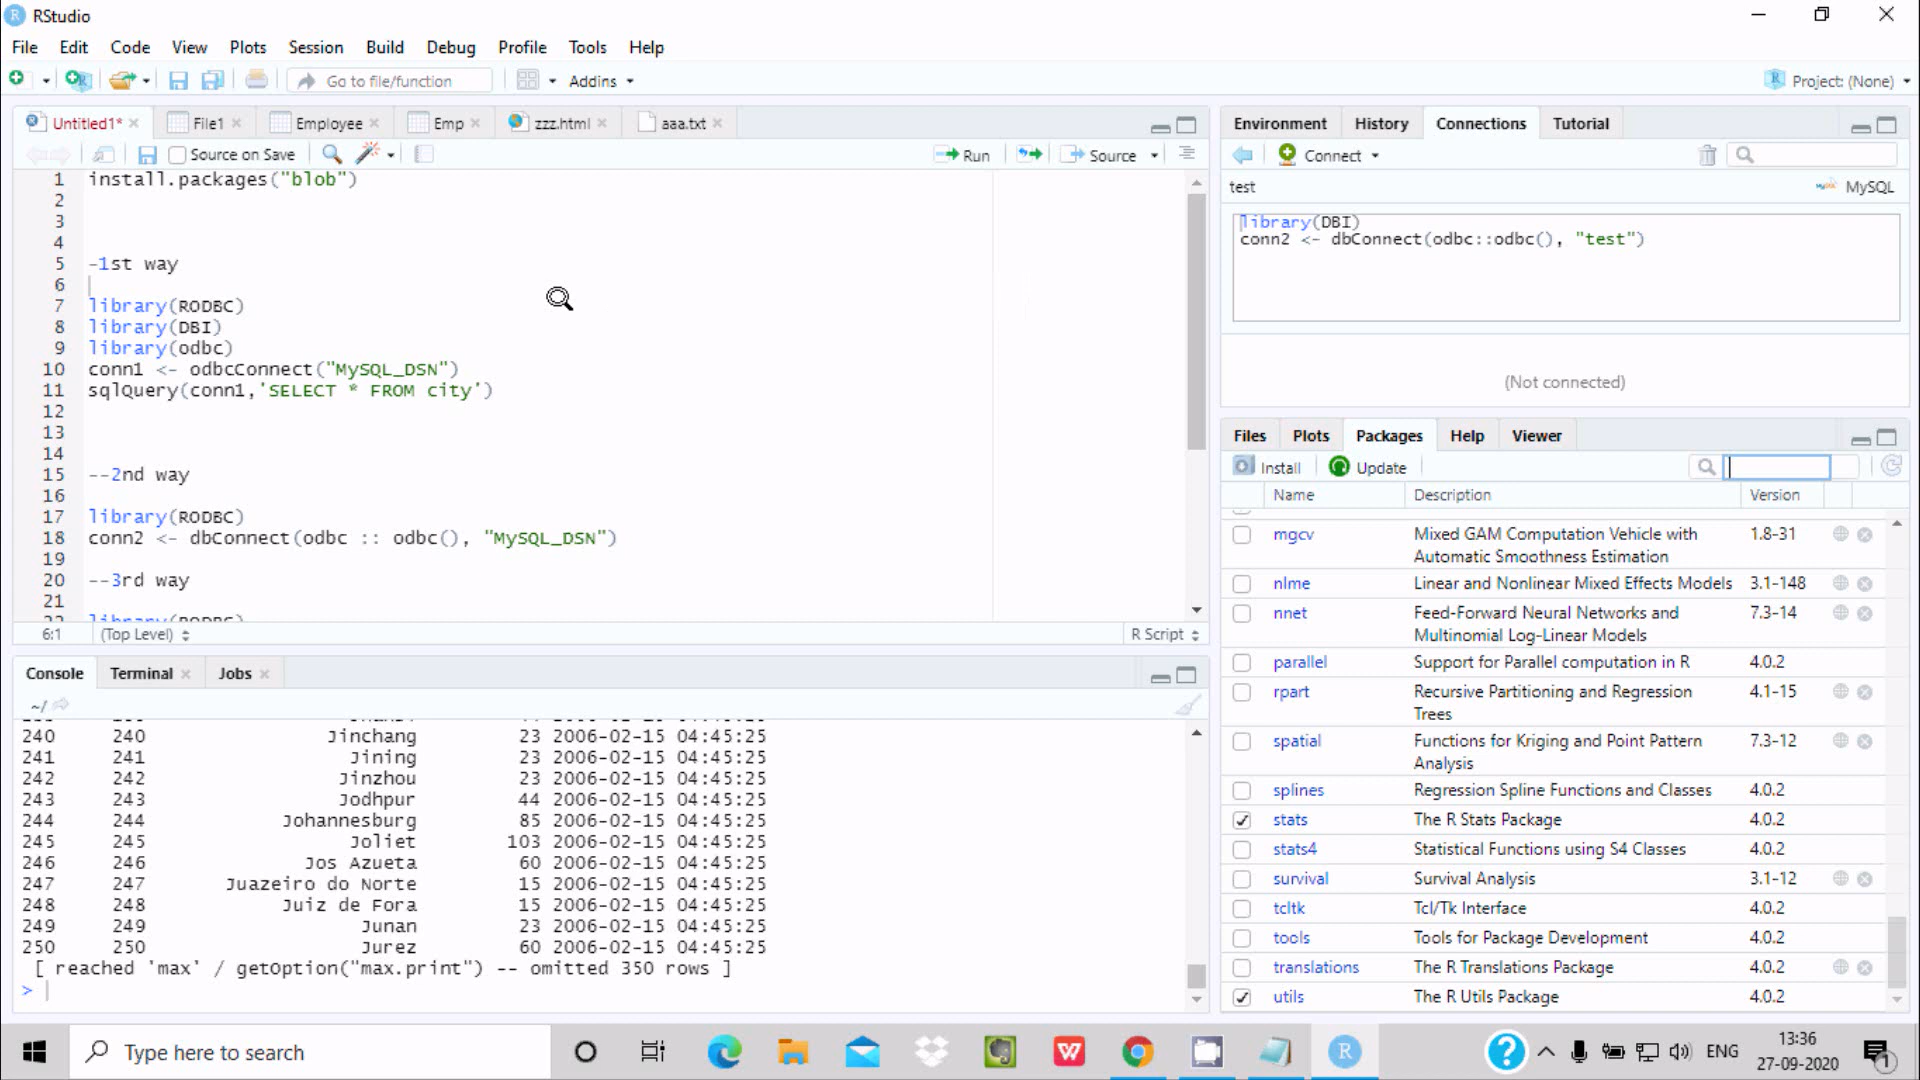 RStudio
File Edit Code View Plots Session Build Debug Profile Tools Help
Go to file/function Addins Project: (None)
Untitled1* File1 Employee Emp zzz.html aaa.txt
Source on Save Run Source
1 install.packages("blob")
2
3
4
5 -1st way
6
7 library(RODBC)
8 library(DBI)
9 library(odbc)
10 conn1 <- odbcConnect("MySQL_DSN")
11 sqlQuery(conn1,'SELECT * FROM city')
12
13
14
15 --2nd way
16
17 library(RODBC)
18 conn2 <- dbConnect(odbc :: odbc(), "MySQL_DSN")
19
20 --3rd way
21
22 library(RODBC)
6:1 (Top Level) R Script
Console Terminal Jobs
~/
240 240 Jinchang 23 2006-02-15 04:45:25
241 241 Jining 23 2006-02-15 04:45:25
242 242 Jinzhou 23 2006-02-15 04:45:25
243 243 Jodhpur 44 2006-02-15 04:45:25
244 244 Johannesburg 85 2006-02-15 04:45:25
245 245 Joliet 103 2006-02-15 04:45:25
246 246 Jos Azueta 60 2006-02-15 04:45:25
247 247 Juazeiro do Norte 15 2006-02-15 04:45:25
248 248 Juiz de Fora 15 2006-02-15 04:45:25
249 249 Junan 23 2006-02-15 04:45:25
250 250 Jurez 60 2006-02-15 04:45:25
[ reached 'max' / getOption("max.print") -- omitted 350 rows ]
>
Environment History Connections Tutorial
Connect
test MySQL
library(DBI)
conn2 <- dbConnect(odbc::odbc(), "test")
(Not connected)
Files Plots Packages Help Viewer
Install Update
Name Description Version
mgcv Mixed GAM Computation Vehicle with 1.8-31
Automatic Smoothness Estimation
nlme Linear and Nonlinear Mixed Effects Models 3.1-148
nnet Feed-Forward Neural Networks and 7.3-14
Multinomial Log-Linear Models
parallel Support for Parallel computation in R 4.0.2
rpart Recursive Partitioning and Regression 4.1-15
Trees
spatial Functions for Kriging and Point Pattern 7.3-12
Analysis
splines Regression Spline Functions and Classes 4.0.2
stats The R Stats Package 4.0.2
stats4 Statistical Functions using S4 Classes 4.0.2
survival Survival Analysis 3.1-12
tcltk Tcl/Tk Interface 4.0.2
tools Tools for Package Development 4.0.2
translations The R Translations Package 4.0.2
utils The R Utils Package 4.0.2
Type here to search ENG 13:36
27-09-2020